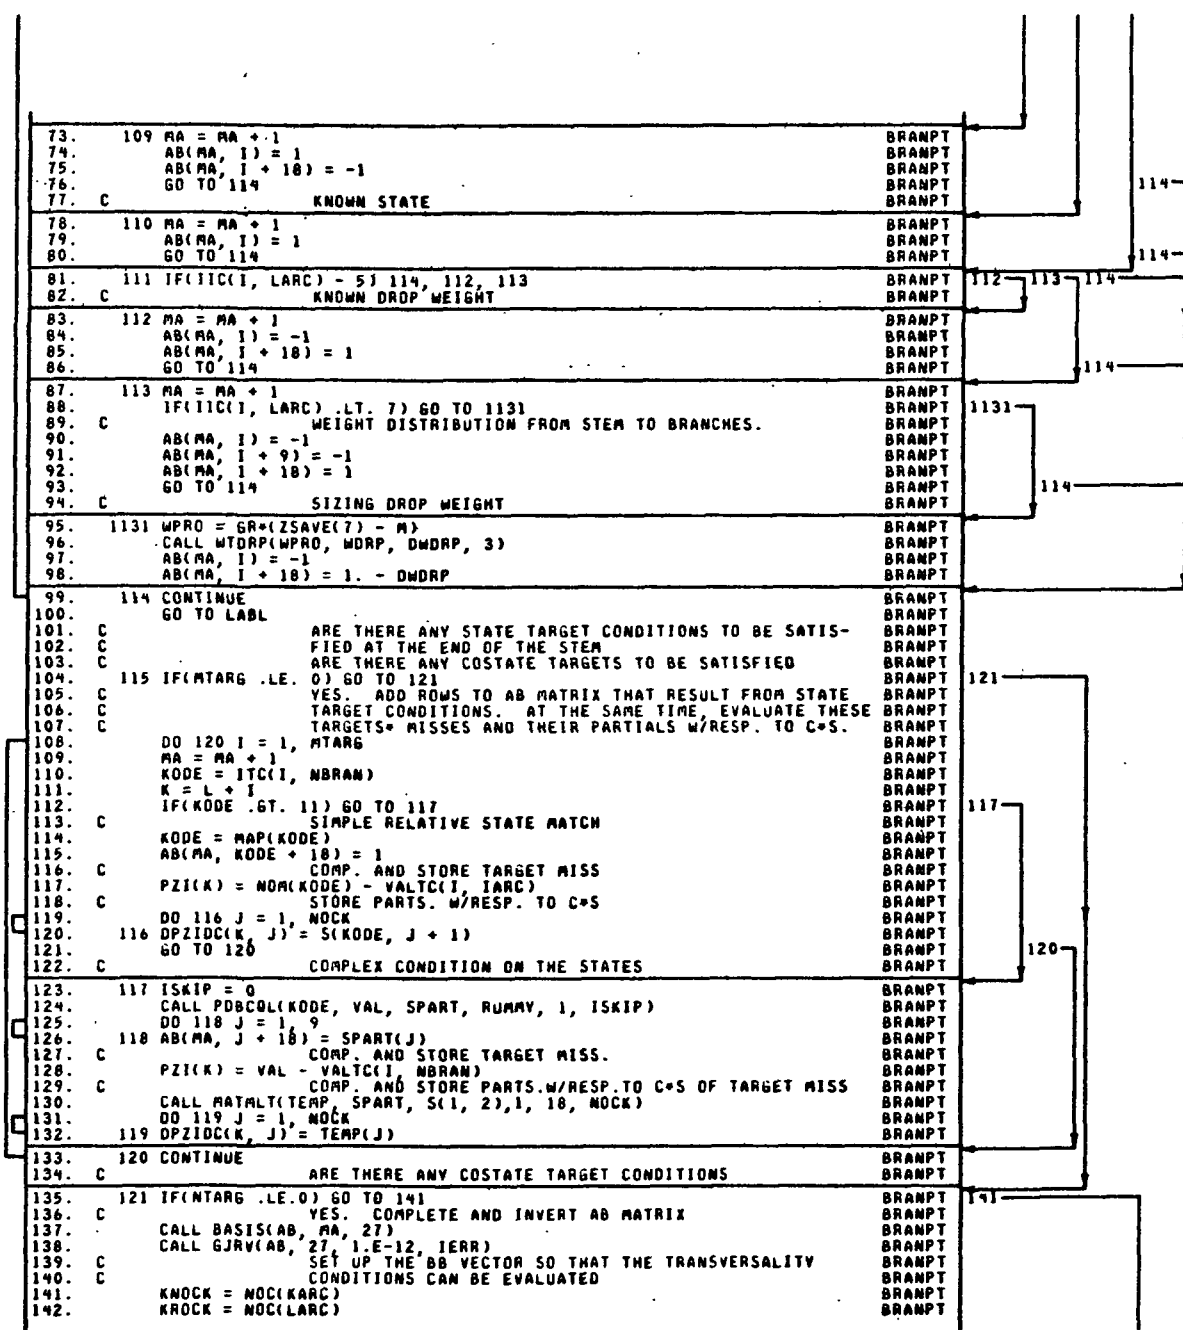 73. 109 MA = MA + 1 BRANPT
74. AB(MA, I) = 1 BRANPT
75. AB(MA, I + 18) = -1 BRANPT
76. GO TO 114 BRANPT 114
77. C KNOWN STATE BRANPT
78. 110 MA = MA + 1 BRANPT
79. AB(MA, I) = 1 BRANPT
80. GO TO 114 BRANPT 114
81. 111 IF(IIC(I, LARC) - 5) 114, 112, 113 BRANPT 112 113 114
82. C KNOWN DROP WEIGHT BRANPT
83. 112 MA = MA + 1 BRANPT
84. AB(MA, I) = -1 BRANPT
85. AB(MA, I + 18) = 1 BRANPT
86. GO TO 114 BRANPT 114
87. 113 MA = MA + 1 BRANPT
88. IF(IIC(I, LARC) .LT. 7) GO TO 1131 BRANPT 1131
89. C WEIGHT DISTRIBUTION FROM STEM TO BRANCHES. BRANPT
90. AB(MA, I) = -1 BRANPT
91. AB(MA, I + 9) = -1 BRANPT
92. AB(MA, I + 18) = 1 BRANPT
93. GO TO 114 BRANPT 114
94. C SIZING DROP WEIGHT BRANPT
95. 1131 WPRO = GR*(ZSAVE(7) - M) BRANPT
96. CALL WTDRP(WPRO, WDRP, DWDRP, 3) BRANPT
97. AB(MA, I) = -1 BRANPT
98. AB(MA, I + 18) = 1. - DWDRP BRANPT
99. 114 CONTINUE BRANPT
100. GO TO LABL BRANPT
101. C ARE THERE ANY STATE TARGET CONDITIONS TO BE SATIS- BRANPT
102. C FIED AT THE END OF THE STEM BRANPT
103. C ARE THERE ANY COSTATE TARGETS TO BE SATISFIED BRANPT
104. 115 IF(MTARG .LE. 0) GO TO 121 BRANPT 121
105. C YES. ADD ROWS TO AB MATRIX THAT RESULT FROM STATE BRANPT
106. C TARGET CONDITIONS. AT THE SAME TIME, EVALUATE THESE BRANPT
107. C TARGETS* MISSES AND THEIR PARTIALS W/RESP. TO C*S. BRANPT
108. DO 120 I = 1, MTARG BRANPT
109. MA = MA + 1 BRANPT
110. KODE = ITC(I, NBRAN) BRANPT
111. K = L + I BRANPT
112. IF(KODE .GT. 11) GO TO 117 BRANPT 117
113. C SIMPLE RELATIVE STATE MATCH BRANPT
114. KODE = MAP(KODE) BRANPT
115. AB(MA, KODE + 18) = 1 BRANPT
116. C COMP. AND STORE TARGET MISS BRANPT
117. PZI(K) = NOM(KODE) - VALTC(I, IARC) BRANPT
118. C STORE PARTS. W/RESP. TO C*S BRANPT
119. DO 116 J = 1, NOCK BRANPT
120. 116 DPZIDC(K, J) = S(KODE, J + 1) BRANPT
121. GO TO 120 BRANPT 120
122. C COMPLEX CONDITION ON THE STATES BRANPT
123. 117 ISKIP = 0 BRANPT
124. CALL PDBCQL(KODE, VAL, SPART, RUMMY, 1, ISKIP) BRANPT
125. DO 118 J = 1, 9 BRANPT
126. 118 AB(MA, J + 18) = SPART(J) BRANPT
127. C COMP. AND STORE TARGET MISS. BRANPT
128. PZI(K) = VAL - VALTC(I, NBRAN) BRANPT
129. C COMP. AND STORE PARTS.W/RESP.TO C*S OF TARGET MISS BRANPT
130. CALL MATMLT(TEMP, SPART, S(1, 2),1, 18, NOCK) BRANPT
131. DO 119 J = 1, NOCK BRANPT
132. 119 DPZIDC(K, J) = TEMP(J) BRANPT
133. 120 CONTINUE BRANPT
134. C ARE THERE ANY COSTATE TARGET CONDITIONS BRANPT
135. 121 IF(NTARG .LE.0) GO TO 141 BRANPT 141
136. C YES. COMPLETE AND INVERT AB MATRIX BRANPT
137. CALL BASIS(AB, MA, 27) BRANPT
138. CALL GJRV(AB, 27, 1.E-12, IERR) BRANPT
139. C SET UP THE BB VECTOR SO THAT THE TRANSVERSALITY BRANPT
140. C CONDITIONS CAN BE EVALUATED BRANPT
141. KNOCK = NOC(KARC) BRANPT
142. KROCK = NOC(LARC) BRANPT